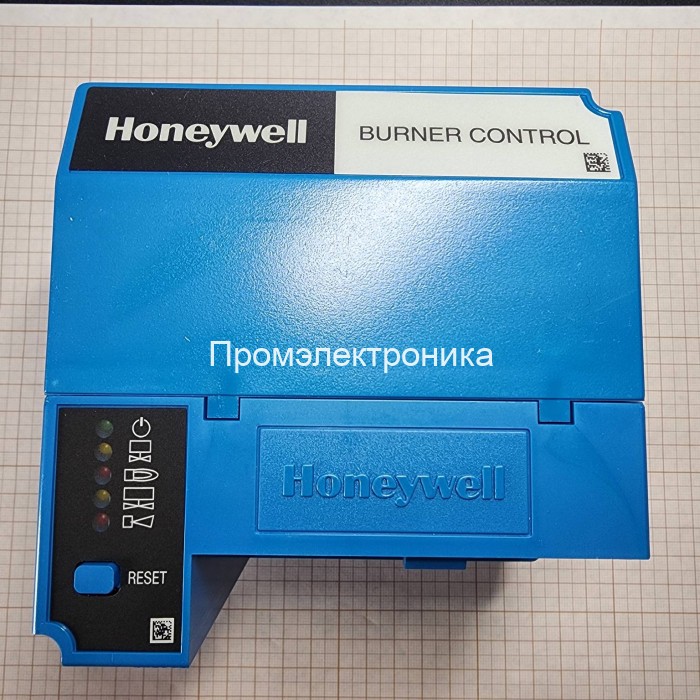 Honeywell
BURNER CONTROL
Промэлектроника
Honeywell
RESET